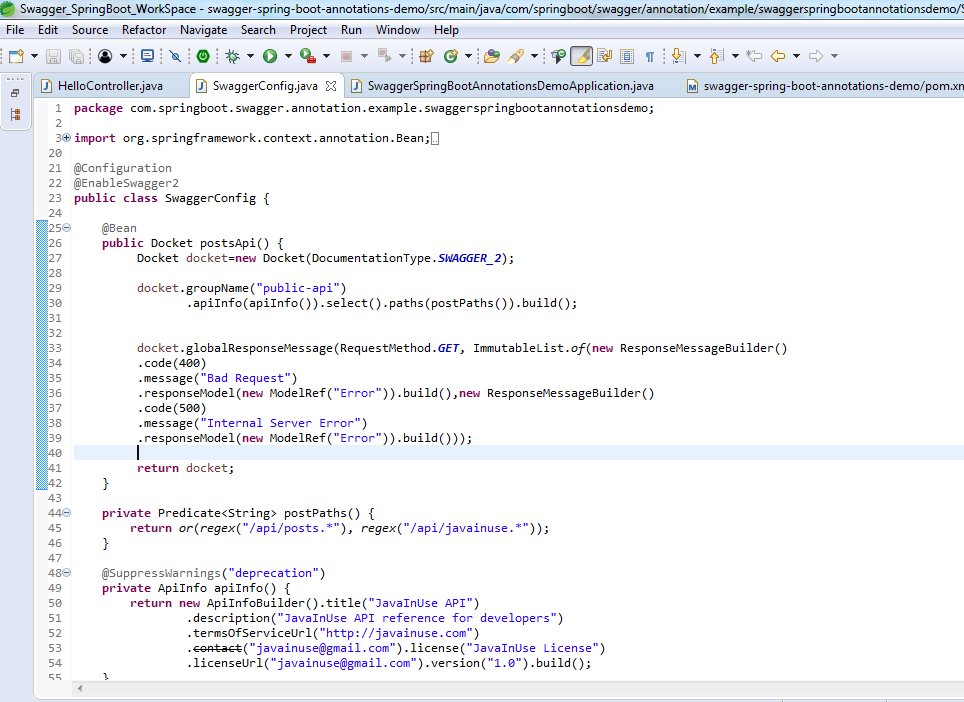 Swagger_SpringBoot_WorkSpace - swagger-spring-boot-annotations-demo/src/main/java/com/springboot/swagger/annotation/example/swaggerspringbootannotationsdemo/
File Edit Source Refactor Navigate Search Project Run Window Help
HelloController.java SwaggerConfig.java SwaggerSpringBootAnnotationsDemoApplication.java swagger-spring-boot-annotations-demo/pom.xm
1 package com.springboot.swagger.annotation.example.swaggerspringbootannotationsdemo;
2
3 import org.springframework.context.annotation.Bean;
20
21 @Configuration
22 @EnableSwagger2
23 public class SwaggerConfig {
24
25 @Bean
26 public Docket postsApi() {
27 Docket docket=new Docket(DocumentationType.SWAGGER_2);
28
29 docket.groupName("public-api")
30 .apiInfo(apiInfo()).select().paths(postPaths()).build();
31
32
33 docket.globalResponseMessage(RequestMethod.GET, ImmutableList.of(new ResponseMessageBuilder()
34 .code(400)
35 .message("Bad Request")
36 .responseModel(new ModelRef("Error")).build(),new ResponseMessageBuilder()
37 .code(500)
38 .message("Internal Server Error")
39 .responseModel(new ModelRef("Error")).build()));
40
41 return docket;
42 }
43
44 private Predicate<String> postPaths() {
45 return or(regex("/api/posts.*"), regex("/api/javainuse.*"));
46 }
47
48 @SuppressWarnings("deprecation")
49 private ApiInfo apiInfo() {
50 return new ApiInfoBuilder().title("JavaInUse API")
51 .description("JavaInUse API reference for developers")
52 .termsOfServiceUrl("http://javainuse.com")
53 .contact("javainuse@gmail.com").license("JavaInUse License")
54 .licenseUrl("javainuse@gmail.com").version("1.0").build();
55 }